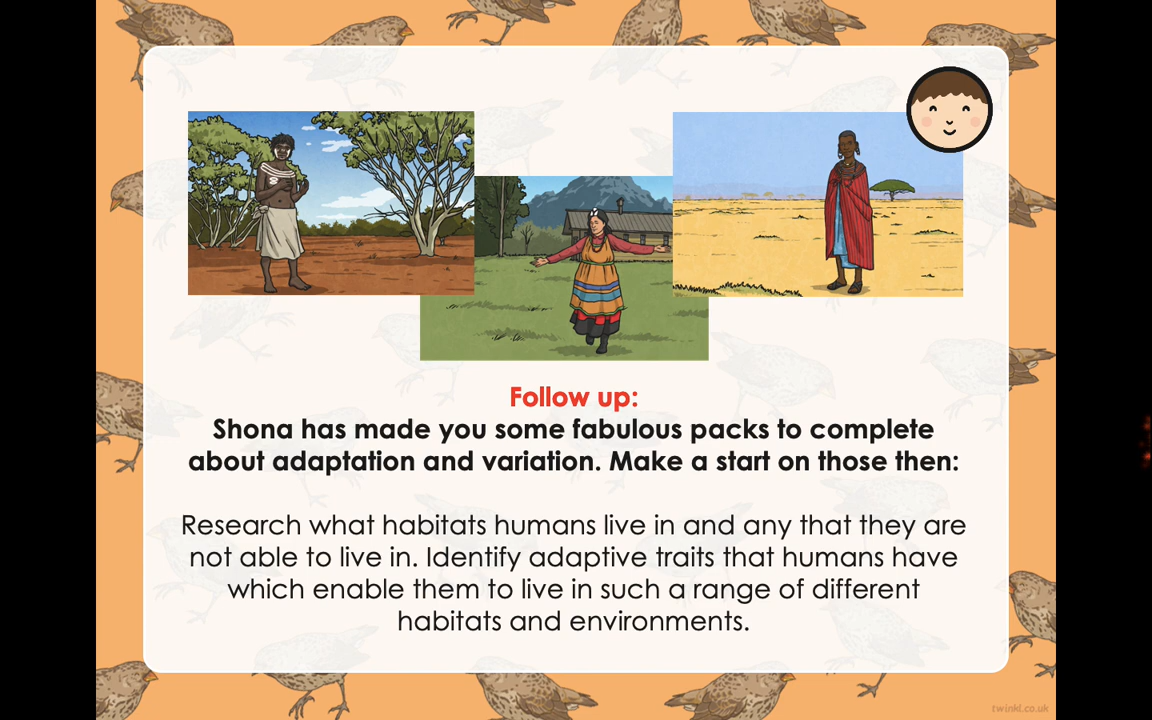 Follow up:
Shona has made you some fabulous packs to complete
about adaptation and variation. Make a start on those then:
Research what habitats humans live in and any that they are
not able to live in. Identify adaptive traits that humans have
which enable them to live in such a range of different
habitats and environments.
twinkl.co.uk